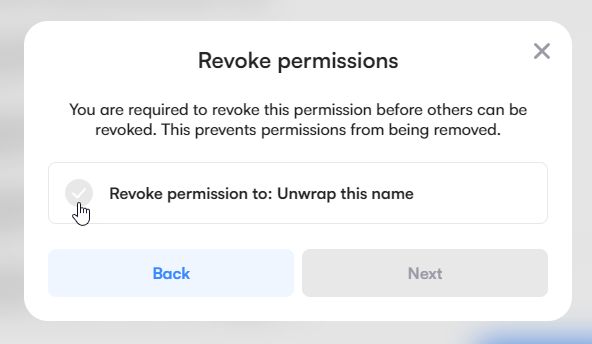 Revoke permissions
You are required to revoke this permission before others can be
revoked. This prevents permissions from being removed.
Revoke permission to: Unwrap this name
Back
Next